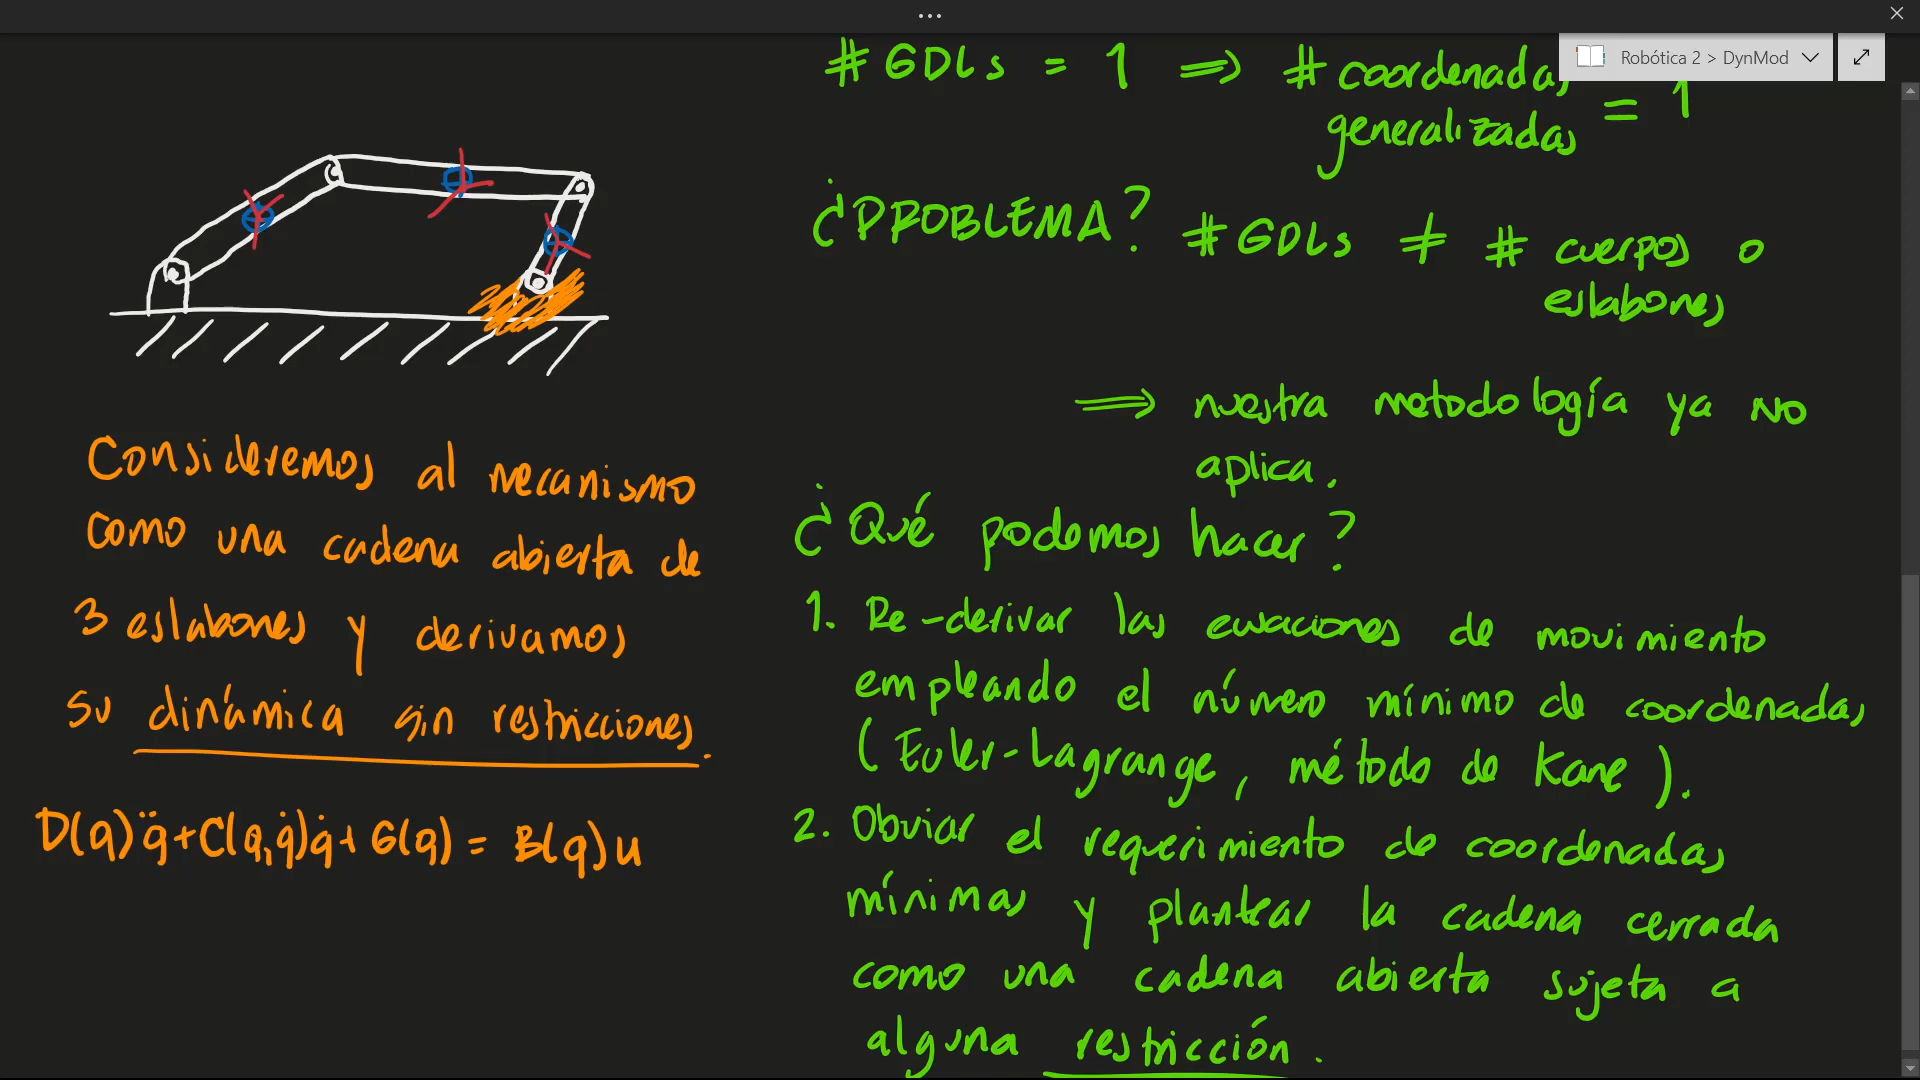 Robótica 2 > DynMod
# GDLs = 1 ⟹ # coordenadas
generalizadas = 1
¿PROBLEMA? # GDLs ≠ # cuerpos o
eslabones
⟹ nuestra metodología ya NO
aplica.
¿Qué podemos hacer?
1. Re-derivar las ecuaciones de movimiento
empleando el número mínimo de coordenadas
(Euler-Lagrange, método de Kane).
2. Obviar el requerimiento de coordenadas
mínimas y plantear la cadena cerrada
como una cadena abierta sujeta a
alguna restricción.
Consideremos al mecanismo
como una cadena abierta de
3 eslabones y derivamos
su dinámica sin restricciones.
D(q)q̈+C(q,q̇)q̇+G(q) = B(q)u